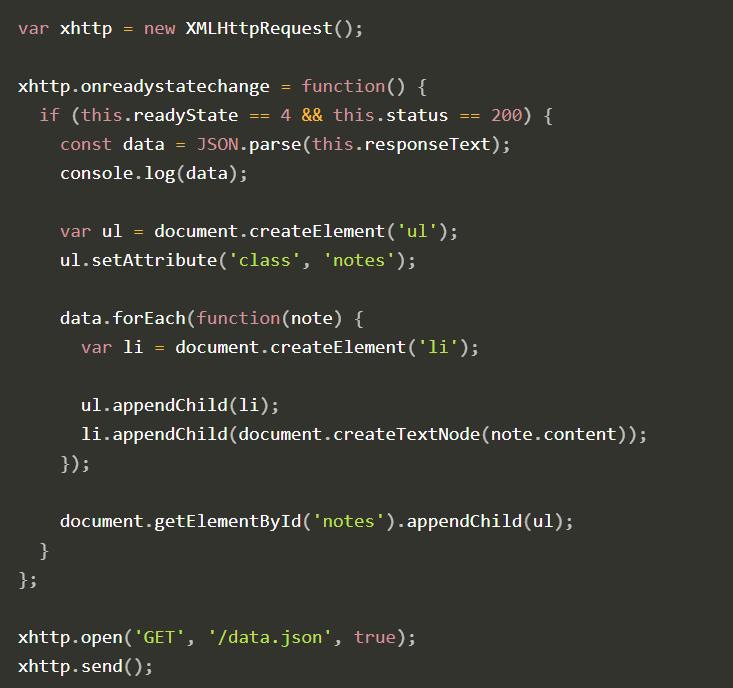 var xhttp = new XMLHttpRequest();

xhttp.onreadystatechange = function() {
  if (this.readyState == 4 && this.status == 200) {
    const data = JSON.parse(this.responseText);
    console.log(data);

    var ul = document.createElement('ul');
    ul.setAttribute('class', 'notes');

    data.forEach(function(note) {
      var li = document.createElement('li');

      ul.appendChild(li);
      li.appendChild(document.createTextNode(note.content));
    });

    document.getElementById('notes').appendChild(ul);
  }
};

xhttp.open('GET', '/data.json', true);
xhttp.send();